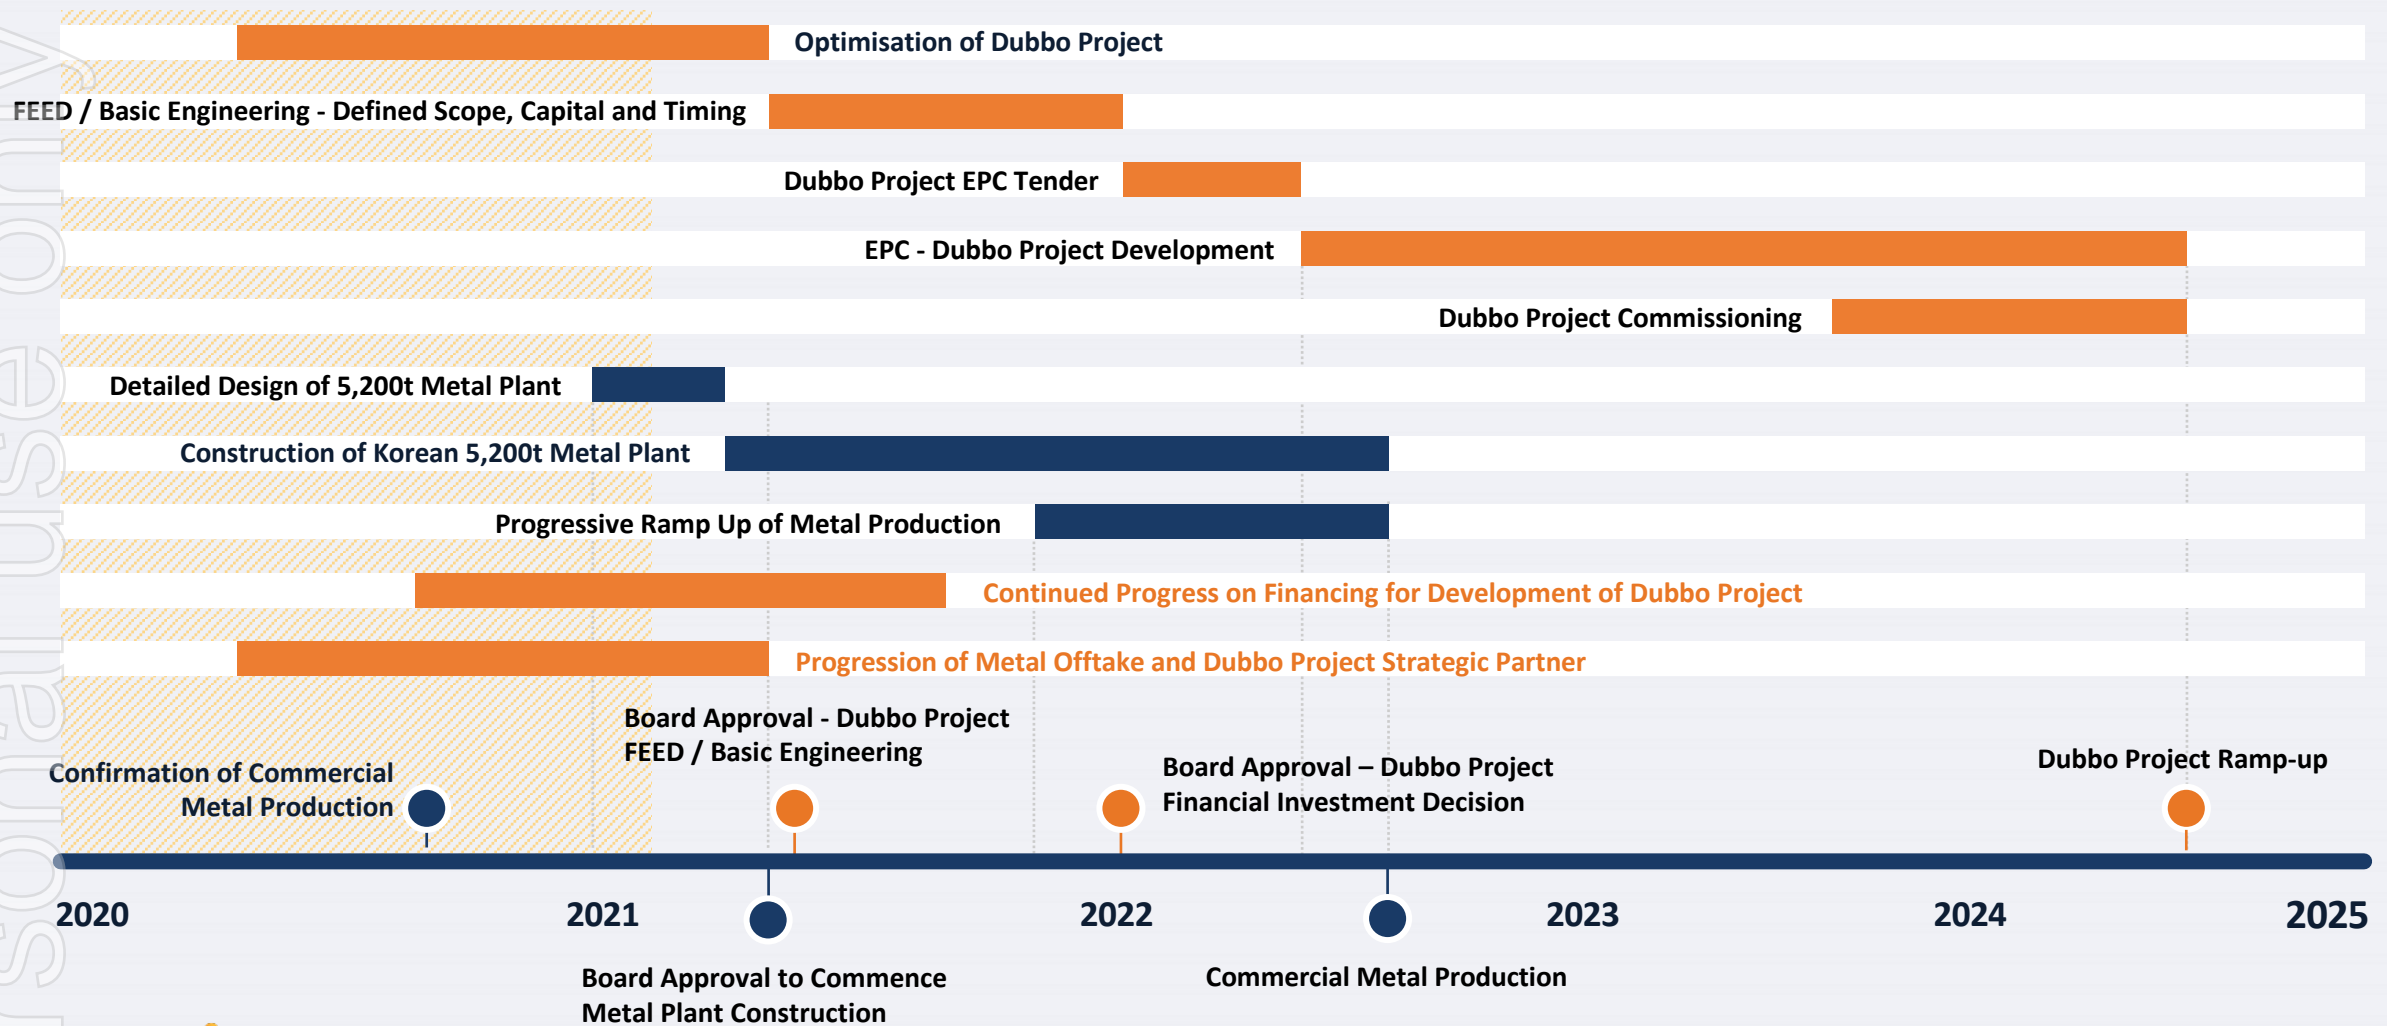 Optimisation of Dubbo Project
FEED / Basic Engineering - Defined Scope, Capital and Timing
Dubbo Project EPC Tender
EPC - Dubbo Project Development
Dubbo Project Commissioning
Detailed Design of 5,200t Metal Plant
Construction of Korean 5,200t Metal Plant
Progressive Ramp Up of Metal Production
Continued Progress on Financing for Development of Dubbo Project
Progression of Metal Offtake and Dubbo Project Strategic Partner
Board Approval - Dubbo Project
FEED / Basic Engineering
Confirmation of Commercial
Metal Production
Board Approval – Dubbo Project
Financial Investment Decision
Dubbo Project Ramp-up
2020 2021 2022 2023 2024 2025
Board Approval to Commence
Metal Plant Construction
Commercial Metal Production